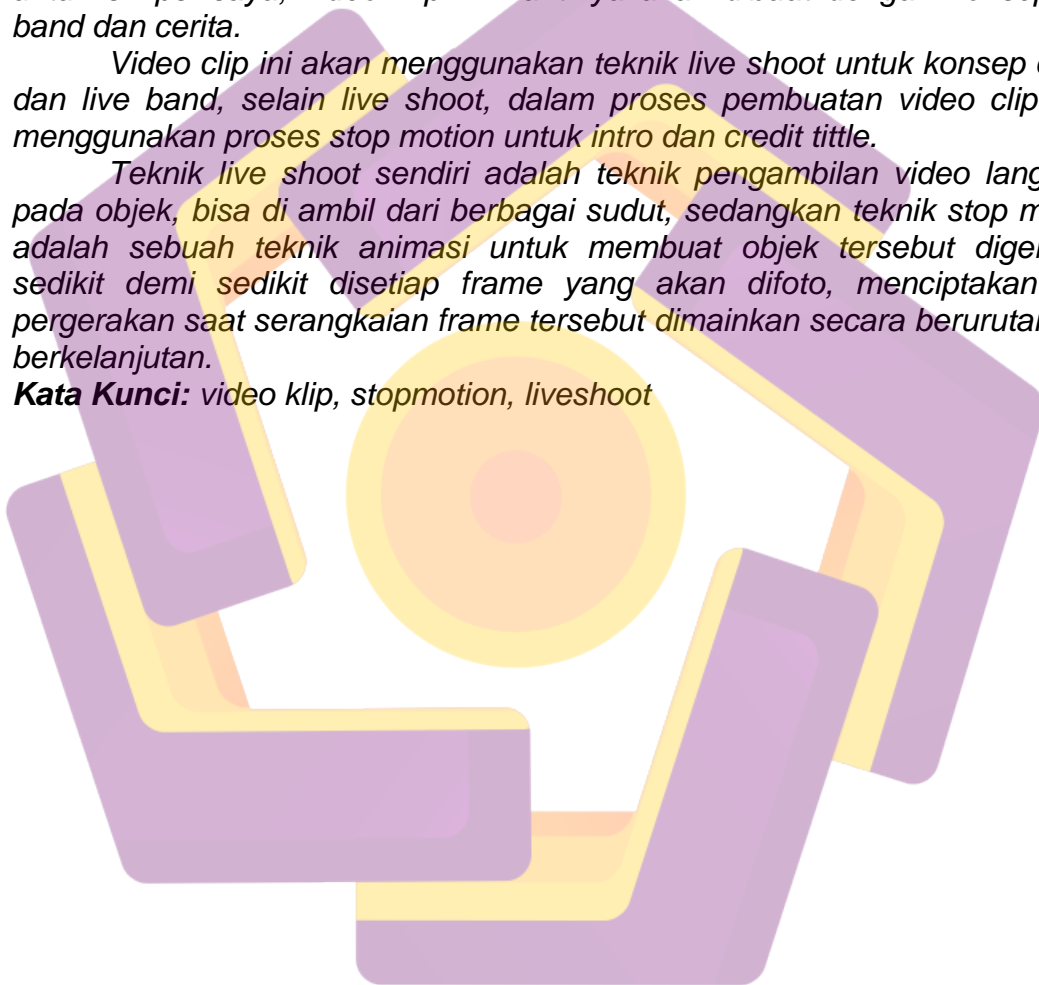 band dan cerita.
Video clip ini akan menggunakan teknik live shoot untuk konsep
dan live band, selain live shoot, dalam proses pembuatan video clip
menggunakan proses stop motion untuk intro dan credit tittle.
Teknik live shoot sendiri adalah teknik pengambilan video
pada objek, bisa di ambil dari berbagai sudut, sedangkan teknik stop
adalah sebuah teknik animasi untuk membuat objek tersebut
sedikit demi sedikit disetiap frame yang akan difoto, menciptakan
pergerakan saat serangkaian frame tersebut dimainkan secara
berkelanjutan.
Kata Kunci: video klip, stopmotion, liveshoot